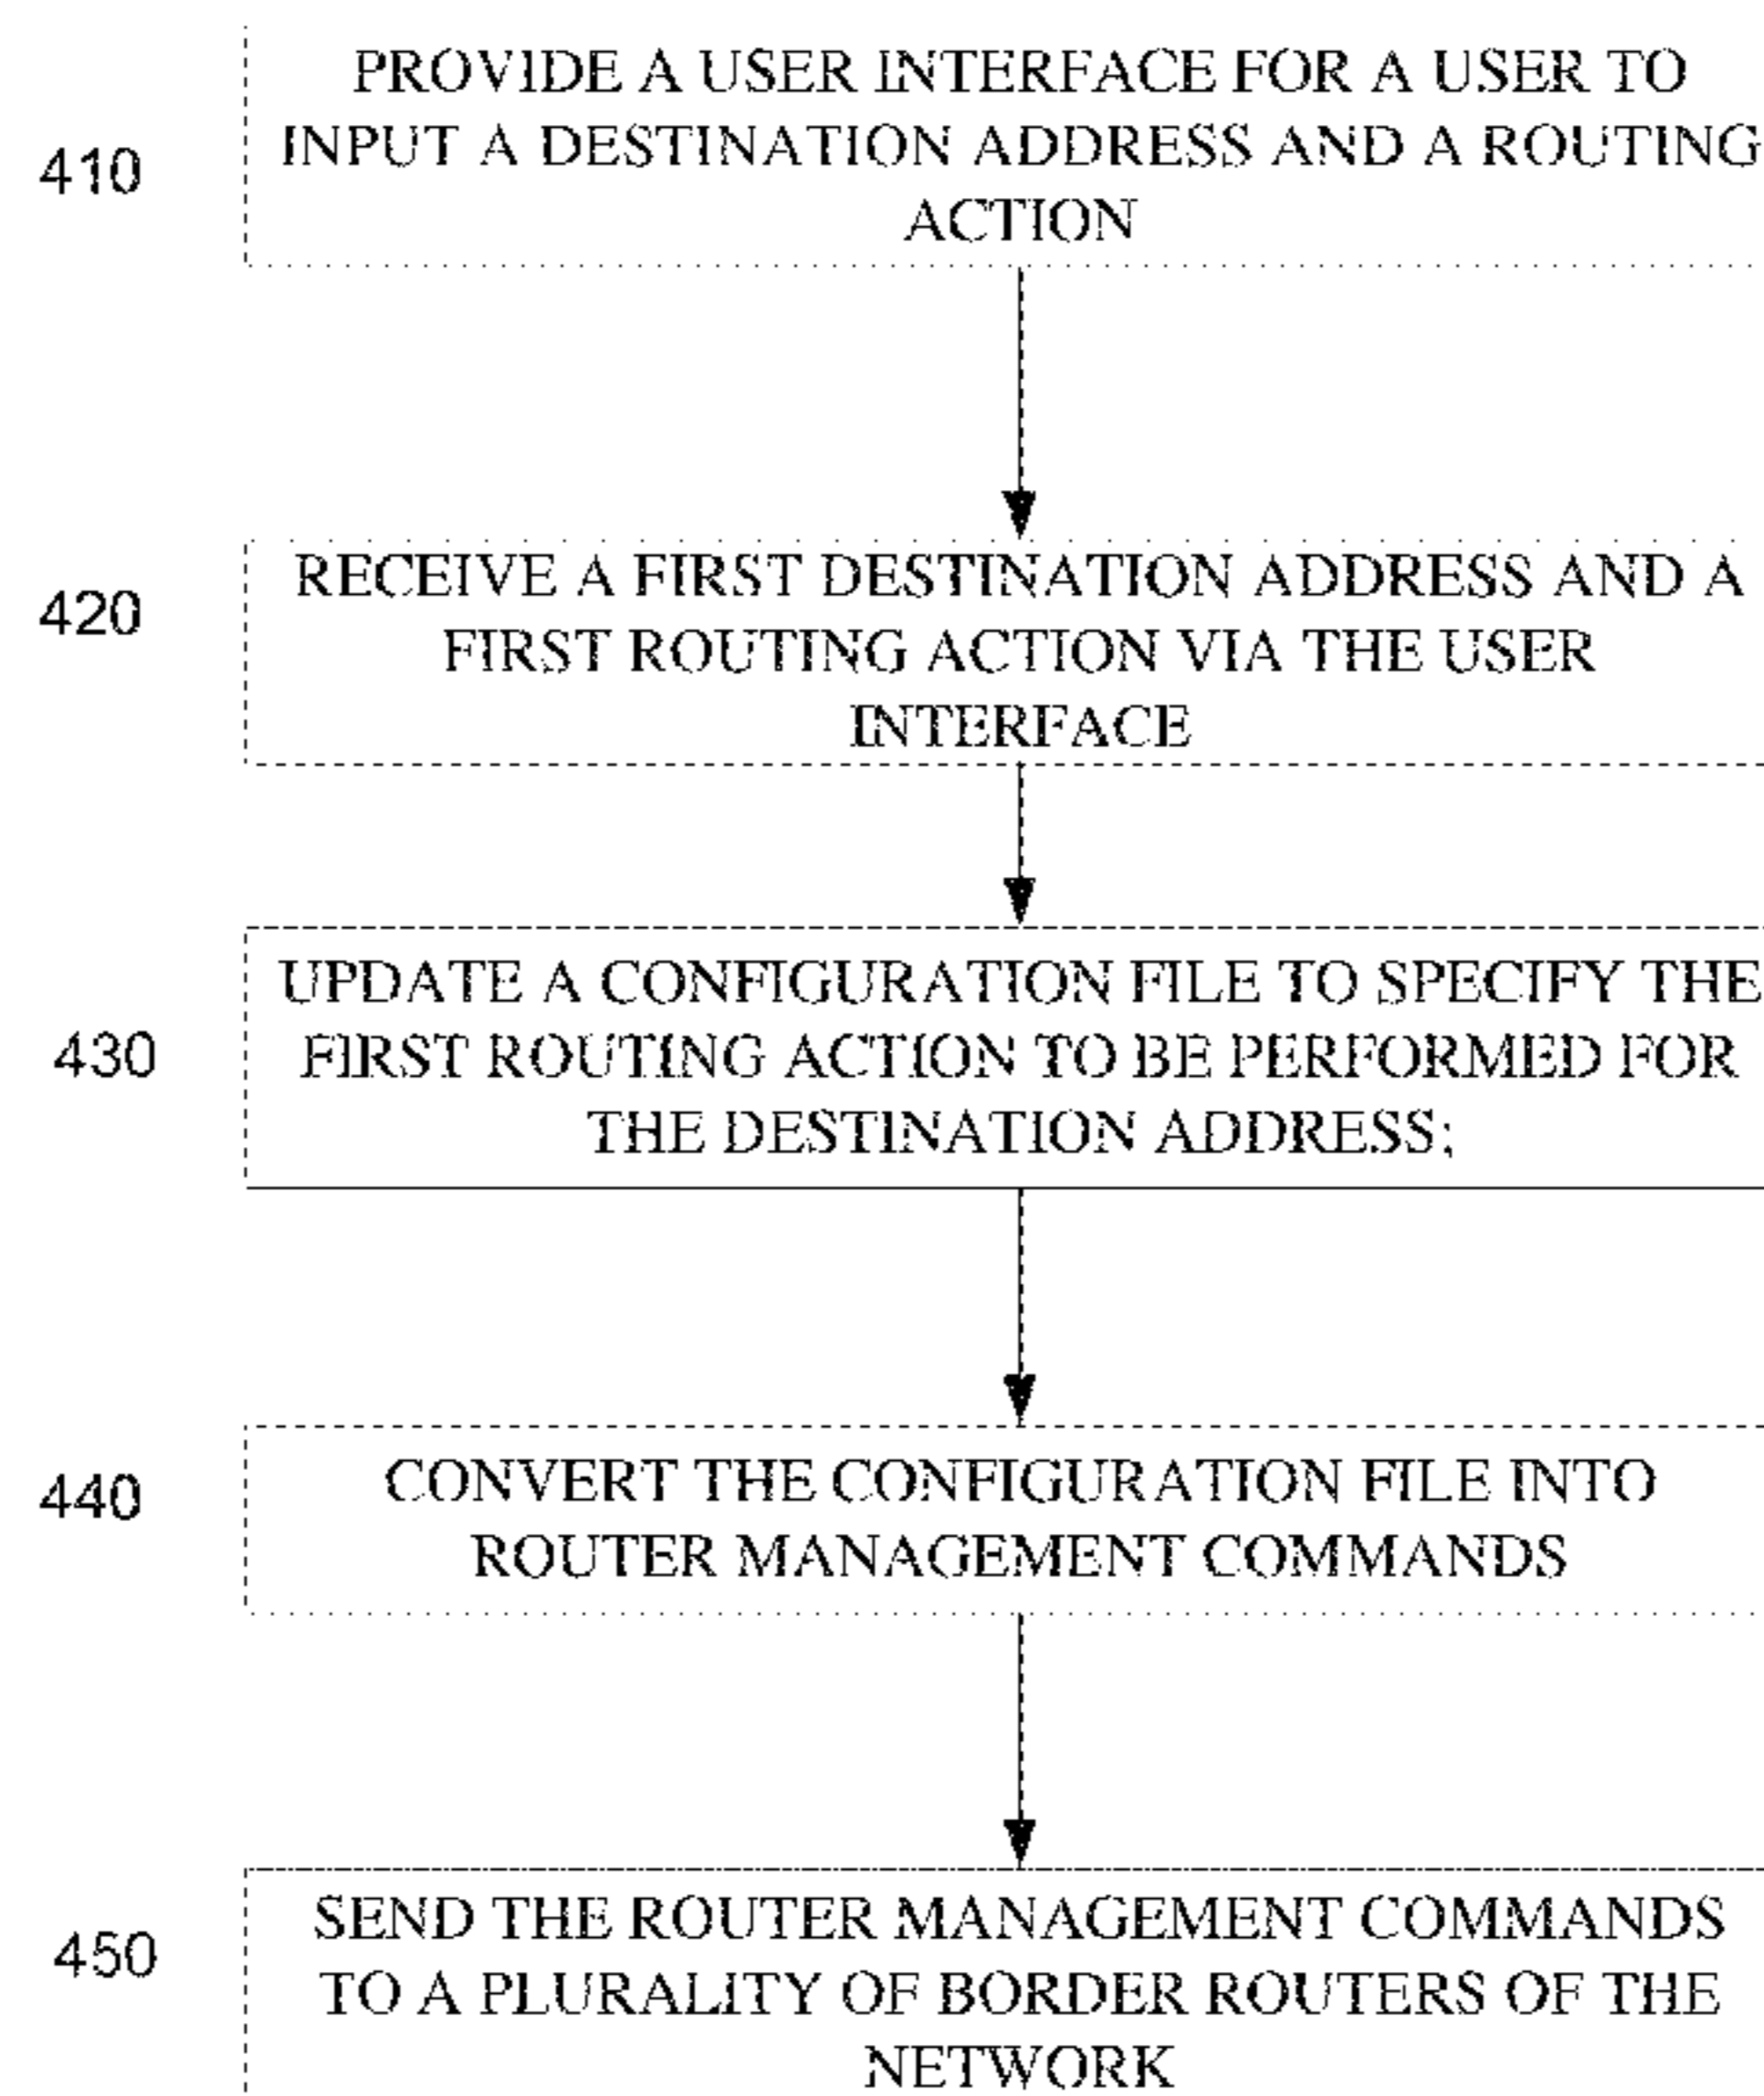 PROVIDE A USER INTERFACE FOR A USER TO
410
INPUT A DESTINATION ADDRESS AND A ROUTING
ACTION
RECEIVE A FIRST DESTINATION ADDRESS AND A
420
FIRST ROUTING ACTION VIA THE USER
INTERFACE
UPDATE A CONFIGURATION FILE TO SPECIFY THE
430
FIRST ROUTING ACTION TO BE PERFORMED FOR
THE DESTINATION ADDRESS;
440
CONVERT THE CONFIGURATION FILE INTO
ROUTER MANAGEMENT COMMANDS
SEND THE ROUTER MANAGEMENT COMMANDS
450
TO A PLURALITY OF BORDER ROUTERS OF THE
NETWORK